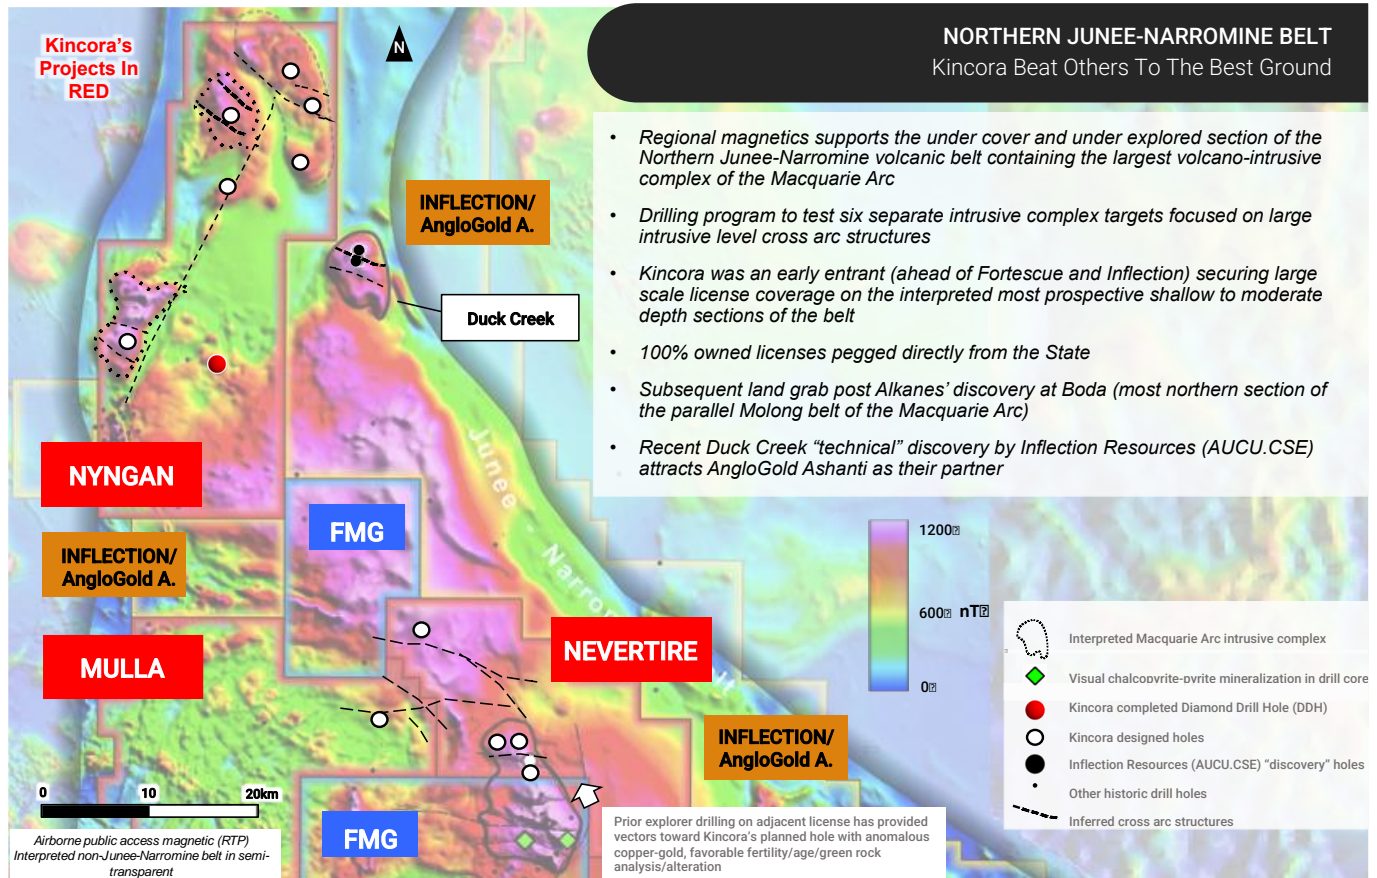 Kincora's
Projects In
RED
N
NORTHERN JUNEE-NARROMINE BELT
Kincora Beat Others To The Best Ground
• Regional magnetics supports the under cover and under explored section of the
Northern Junee-Narromine volcanic belt containing the largest volcano-intrusive
complex of the Macquarie Arc
• Drilling program to test six separate intrusive complex targets focused on large
intrusive level cross arc structures
• Kincora was an early entrant (ahead of Fortescue and Inflection) securing large
scale license coverage on the interpreted most prospective shallow to moderate
depth sections of the belt
• 100% owned licenses pegged directly from the State
• Subsequent land grab post Alkanes' discovery at Boda (most northern section of
the parallel Molong belt of the Macquarie Arc)
• Recent Duck Creek "technical" discovery by Inflection Resources (AUCU.CSE)
attracts AngloGold Ashanti as their partner
INFLECTION/
AngloGold A.
Duck Creek
Junee - Narro
NYNGAN
FMG
INFLECTION/
AngloGold A.
MULLA
NEVERTIRE
INFLECTION/
AngloGold A.
FMG
1200
600 nT
0
Interpreted Macquarie Arc intrusive complex
Visual chalcopyrite-pyrite mineralization in drill core
Kincora completed Diamond Drill Hole (DDH)
Kincora designed holes
Inflection Resources (AUCU.CSE) "discovery" holes
Other historic drill holes
Inferred cross arc structures
0 10 20km
Airborne public access magnetic (RTP)
Interpreted non-Junee-Narromine belt in semi-
transparent
Prior explorer drilling on adjacent license has provided
vectors toward Kincora's planned hole with anomalous
copper-gold, favorable fertility/age/green rock
analysis/alteration